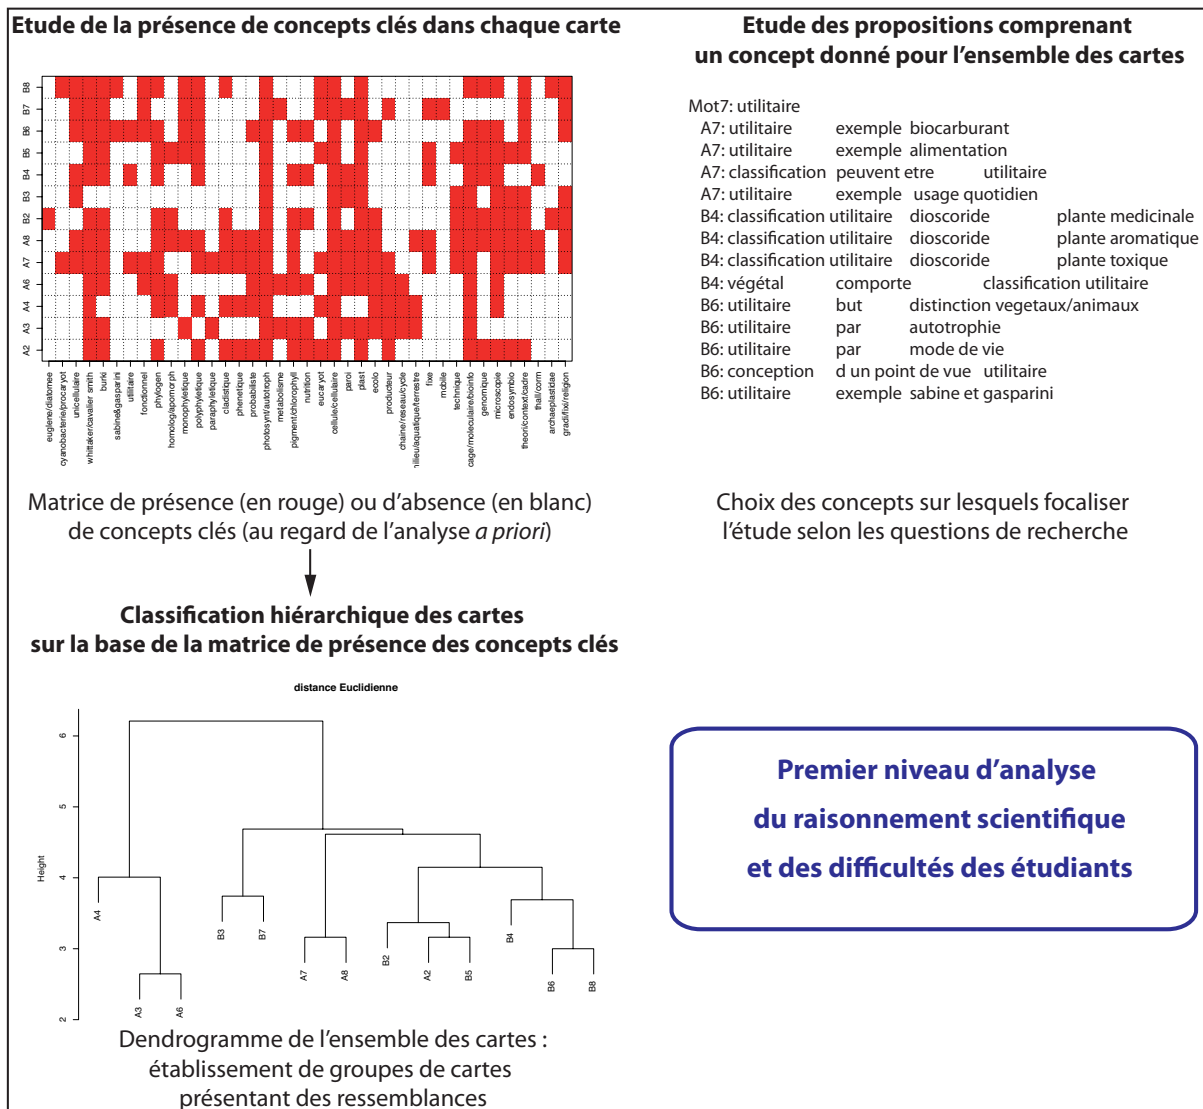 Etude de la présence de concepts clés dans chaque carte
B8
B7
B6
B5
B4
B3
B2
A8
A7
A6
A4
A3
A2
euglene/diatomee
cyanobacterie/procaryot
unicellulaire
whittaker/cavalier smith
burki
sabine&gasparini
utilitaire
fonctionnel
phylogen
homolog/apomorph
monophyletique
polyphyletique
paraphyletique
cladistique
phenetique
probabiliste
photosynt/autotroph
metabolisme
pigment/chlorophyll
nutrition
eucaryot
cellule/cellulaire
paroi
plast
ecolo
producteur
chaine/reseau/cycle
milieu/aquatique/terrestre
fixe
mobile
technique
cage/moleculaire/bioinfo
genomique
microscopie
endosymbio
theori/context/cadre
thall/corm
archaeplastidae
gradi/fixi/religion
Matrice de présence (en rouge) ou d’absence (en blanc)
de concepts clés (au regard de l’analyse a priori)
Classification hiérarchique des cartes
sur la base de la matrice de présence des concepts clés
distance Euclidienne
Height
6
5
4
3
2
A4
A3
A6
B3
B7
A7
A8
B2
A2
B5
B4
B6
B8
Dendrogramme de l’ensemble des cartes :
établissement de groupes de cartes
présentant des ressemblances
Etude des propositions comprenant
un concept donné pour l’ensemble des cartes
Mot7: utilitaire
A7: utilitaire exemple biocarburant
A7: utilitaire exemple alimentation
A7: classification peuvent etre utilitaire
A7: utilitaire exemple usage quotidien
B4: classification utilitaire dioscoride plante medicinale
B4: classification utilitaire dioscoride plante aromatique
B4: classification utilitaire dioscoride plante toxique
B4: végétal comporte classification utilitaire
B6: utilitaire but distinction vegetaux/animaux
B6: utilitaire par autotrophie
B6: utilitaire par mode de vie
B6: conception d un point de vue utilitaire
B6: utilitaire exemple sabine et gasparini
Choix des concepts sur lesquels focaliser
l’étude selon les questions de recherche
Premier niveau d’analyse
du raisonnement scientifique
et des difficultés des étudiants